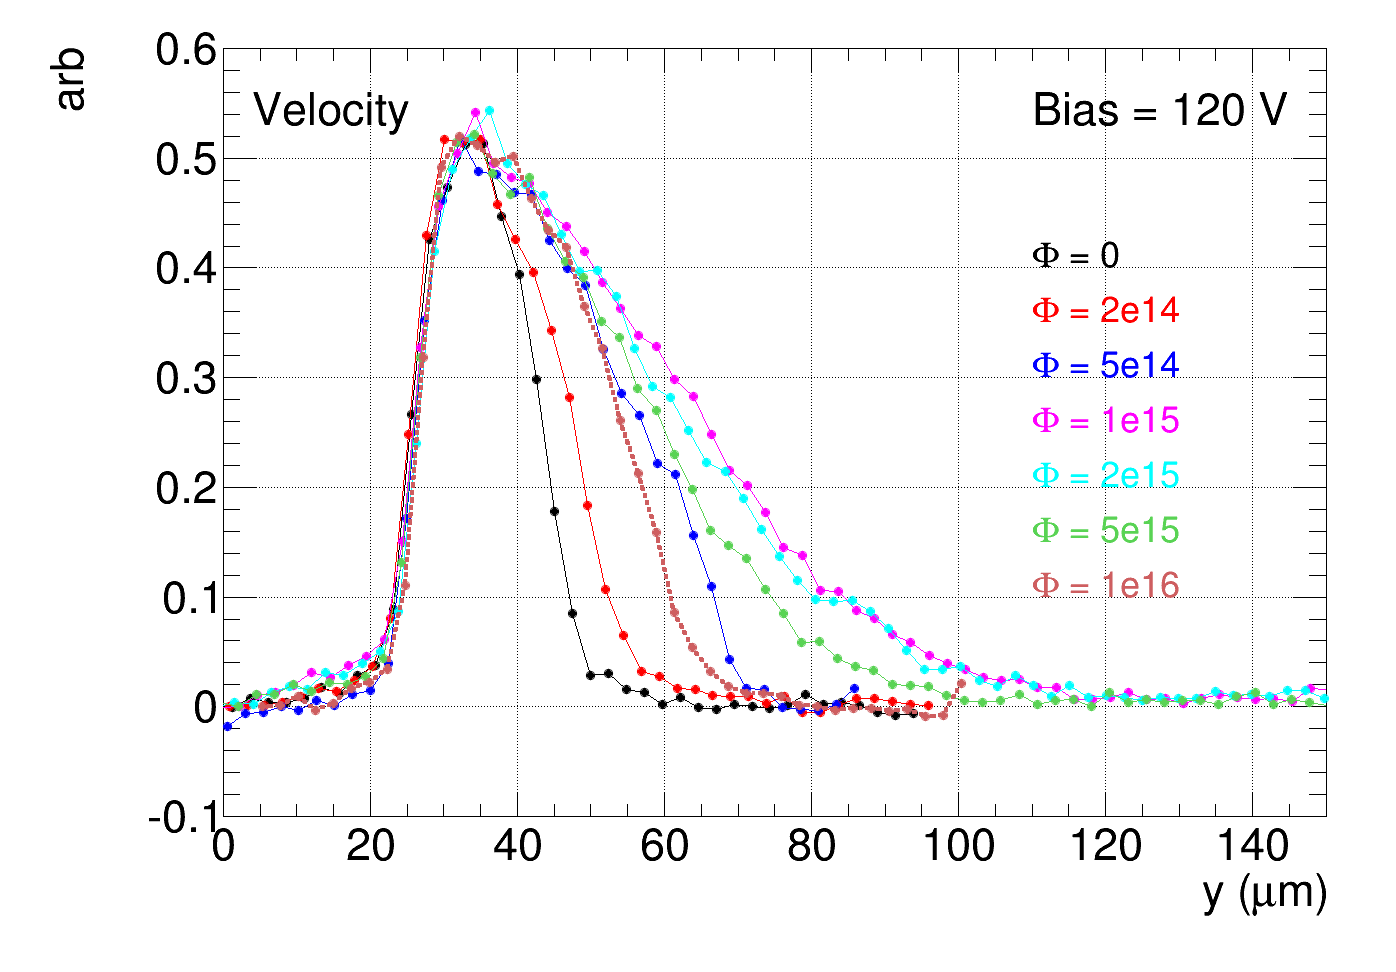 arb
0.6
0.5
0.4
0.3
0.2
0.1
0
-0.1
Velocity
Bias = 120 V
Φ = 0
Φ = 2e14
Φ = 5e14
Φ = 1e15
Φ = 2e15
Φ = 5e15
Φ = 1e16
0 20 40 60 80 100 120 140
y (μm)